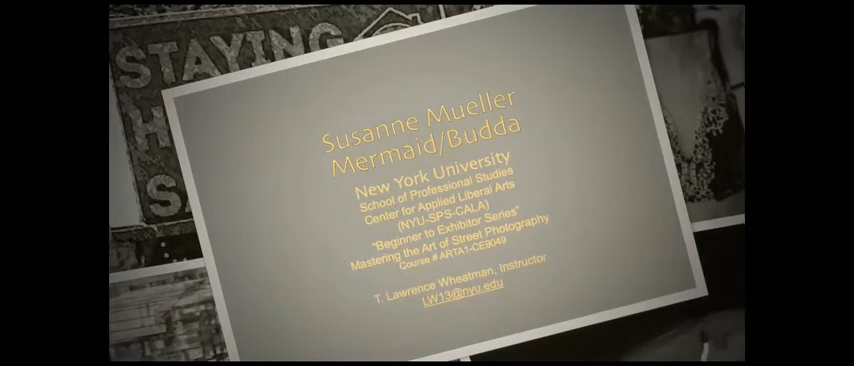 STAYING
H
SA
Susanne Mueller
Mermaid/Budda
New York University
School of Professional Studies
Center for Applied Liberal Arts
(NYU-SPS-CALA)
"Beginner to Exhibitor Series"
Mastering the Art of Street Photography
Course # ARTA1-CE9049
T. Lawrence Wheatman, Instructor
LW13@nyu.edu